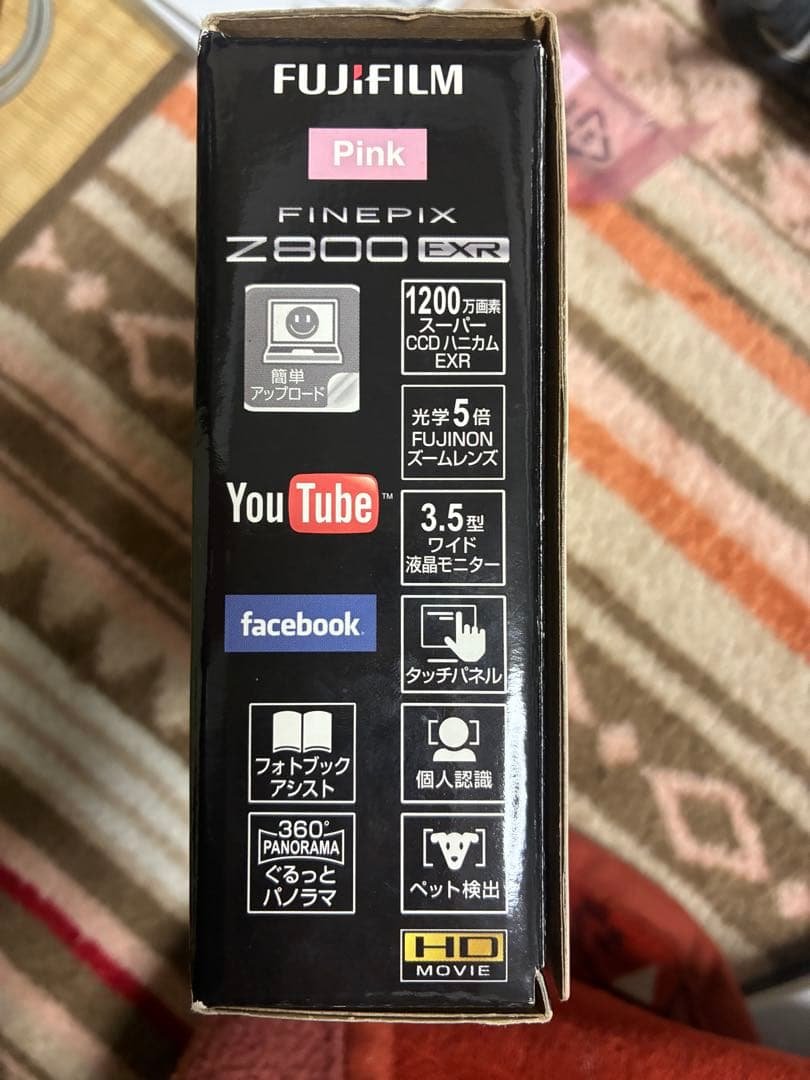 FUJIFILM
Pink
FINEPIX
Z800 EXR
簡単
アップロード
YouTube™
facebook.
フォトブック
アシスト
360°
PANORAMA
ぐるっと
パノラマ
1200万画素
スーパー
CCDハニカム
EXR
光学5倍
FUJINON
ズームレンズ
3.5型
ワイド
液晶モニター
タッチパネル
個人認識
ペット検出
HD
MOVIE